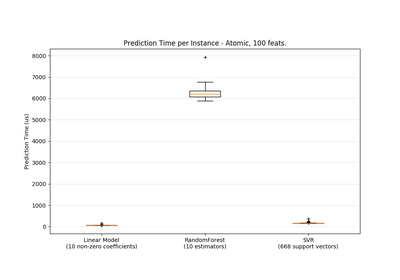 Prediction Time per Instance - Atomic, 100 feats.
8000
7000
6000
5000
4000
3000
2000
1000
0
Prediction Time (us)
Linear Model
(10 non-zero coefficients)
RandomForest
(10 estimators)
SVR
(668 support vectors)